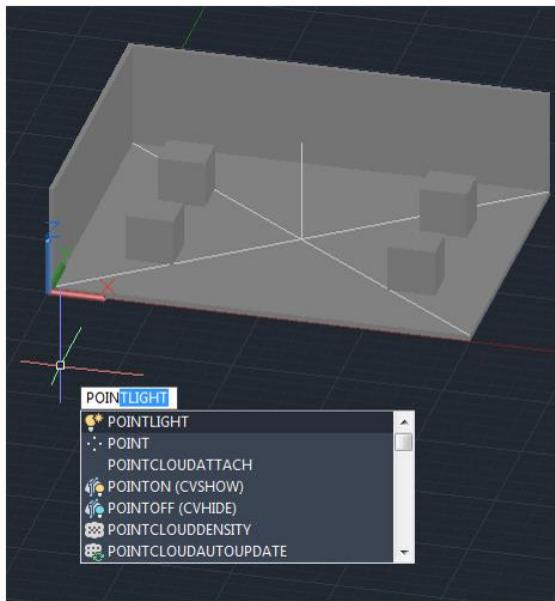 Z
Y
X
POINTLIGHT
POINTLIGHT
POINT
POINTCLOUDATTACH
POINTON (CVSHOW)
POINTOFF (CVHIDE)
POINTCLOUDDENSITY
POINTCLOUDAUTOUPDATE